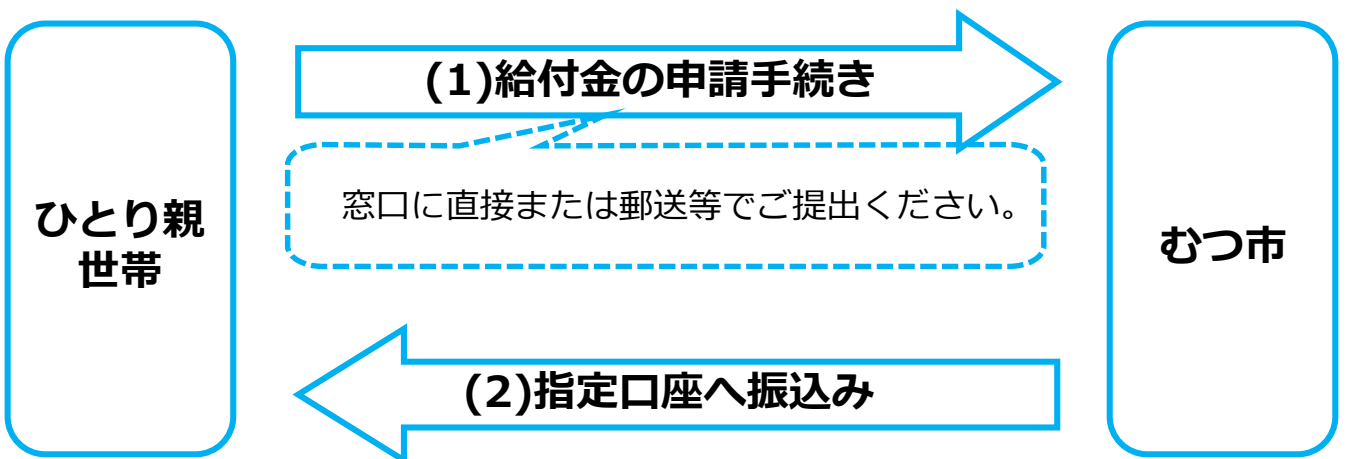 (1)給付金の申請手続き
窓口に直接または郵送等でご提出ください。
ひとり親
世帯
むつ市
(2)指定口座へ振込み